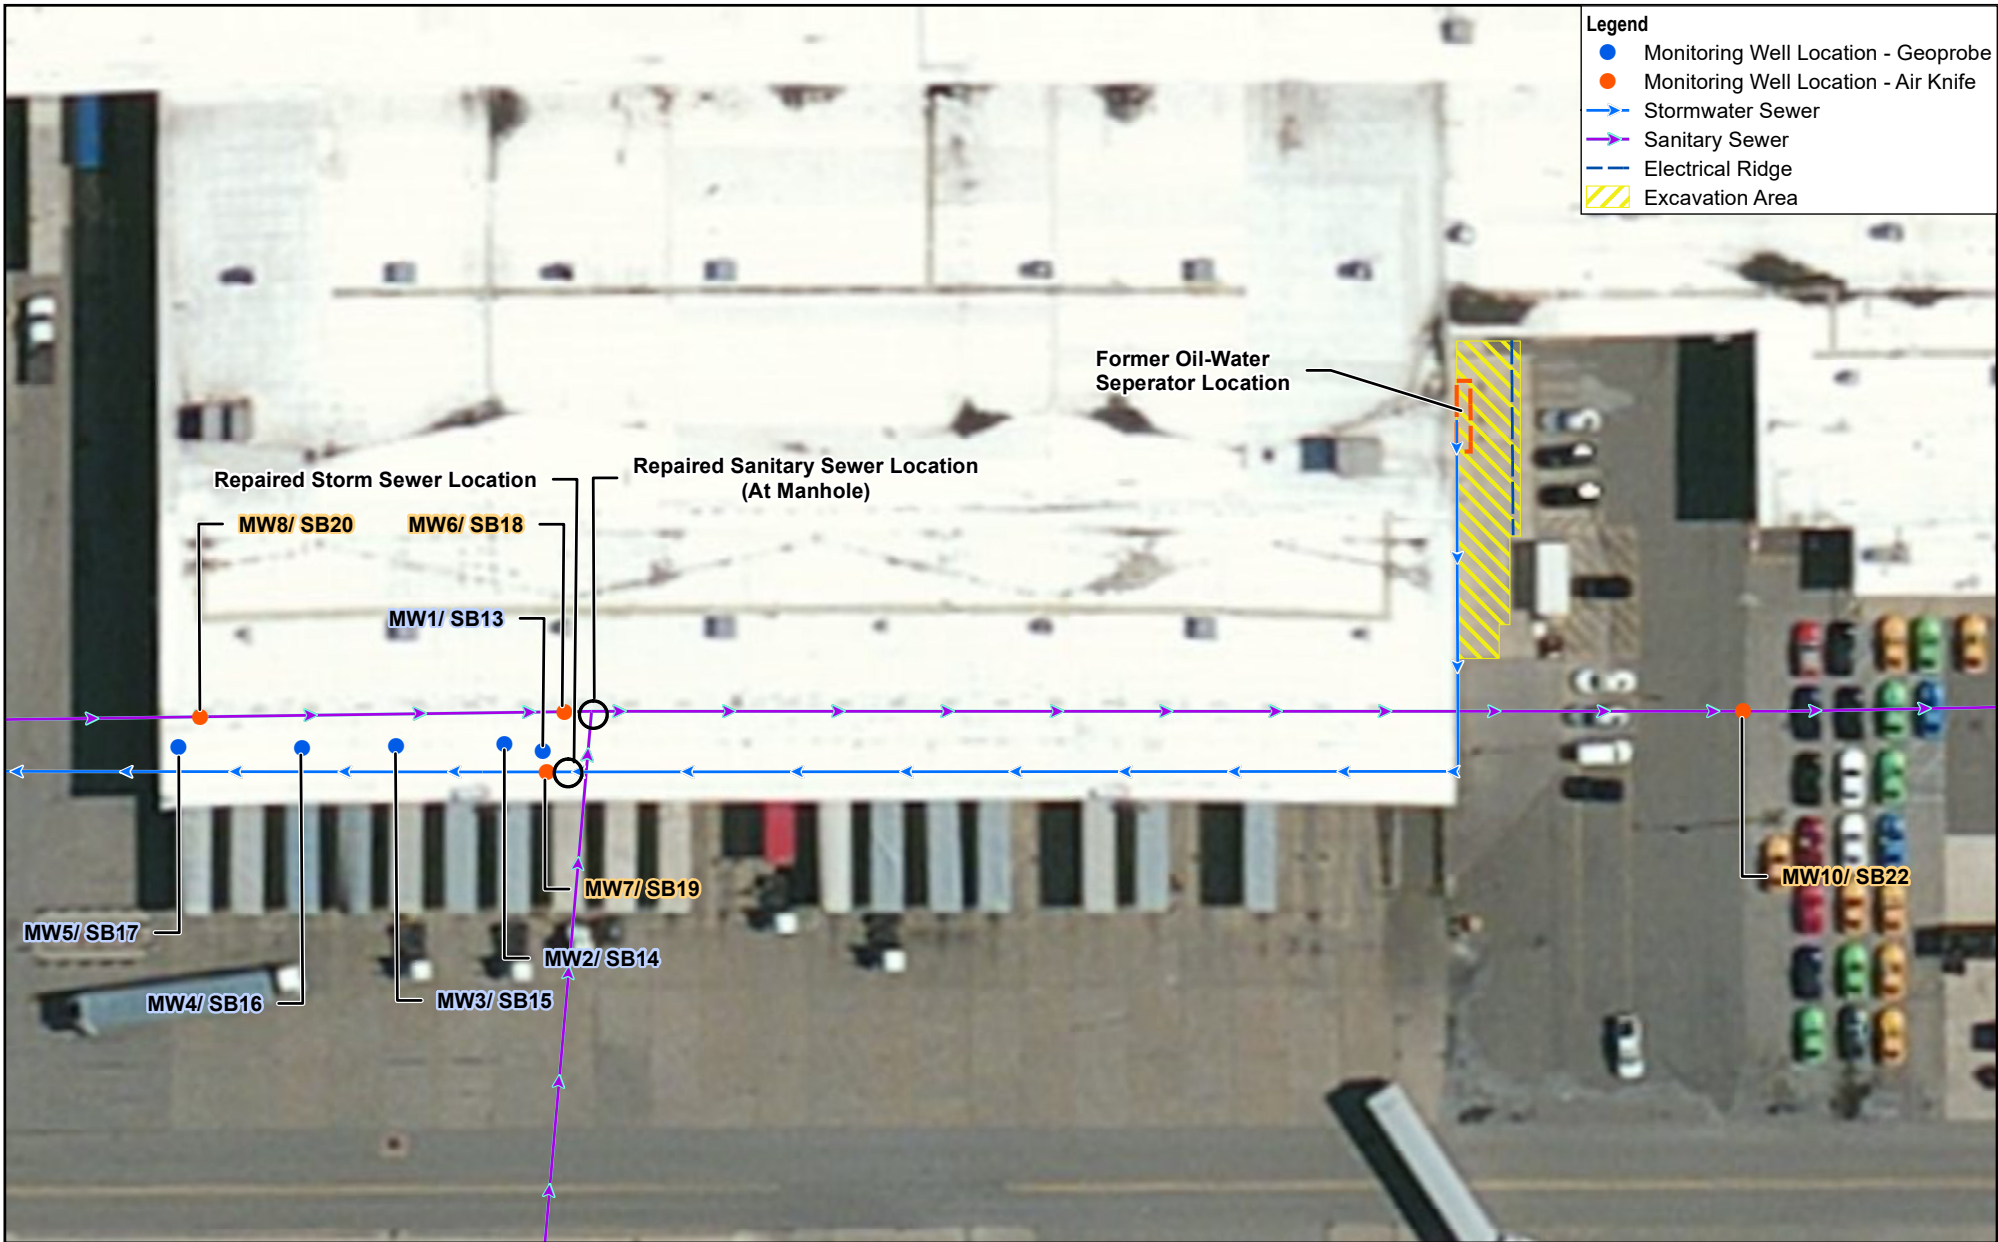 Legend
Monitoring Well Location - Geoprobe
Monitoring Well Location - Air Knife
Stormwater Sewer
Sanitary Sewer
Electrical Ridge
Excavation Area
Former Oil-Water
Seperator Location
Repaired Sanitary Sewer Location
(At Manhole)
Repaired Storm Sewer Location
MW8/ SB20
MW6/ SB18
MW1/ SB13
MW7/ SB19
MW10/ SB22
MW5/ SB17
MW2/ SB14
MW4/ SB16
MW3/ SB15